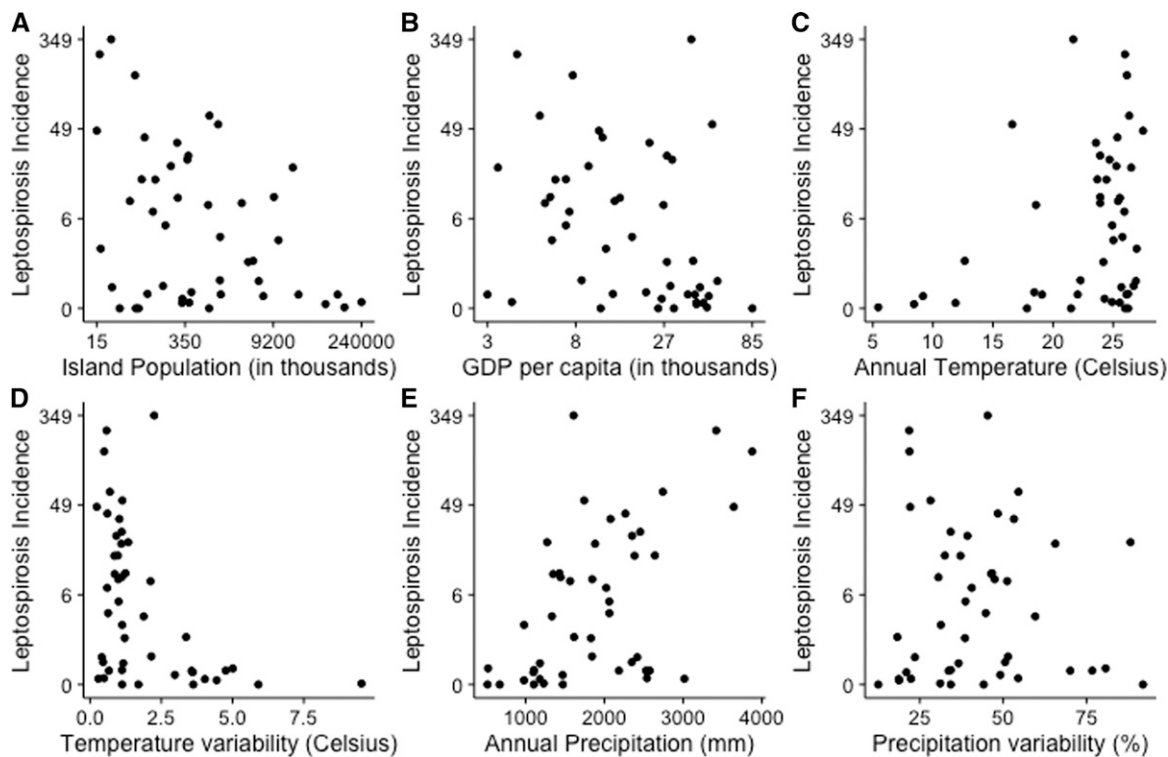 A
B
C
Leptospirosis Incidence
349
49
6
0
15
350
9200
240000
Island Population (in thousands)
Leptospirosis Incidence
349
49
6
0
3
8
27
85
GDP per capita (in thousands)
Leptospirosis Incidence
349
49
6
0
5
10
15
20
25
Annual Temperature (Celsius)
D
E
F
Leptospirosis Incidence
349
49
6
0
0.0
2.5
5.0
7.5
Temperature variability (Celsius)
Leptospirosis Incidence
349
49
6
0
1000
2000
3000
4000
Annual Precipitation (mm)
Leptospirosis Incidence
349
49
6
0
25
50
75
Precipitation variability (%)